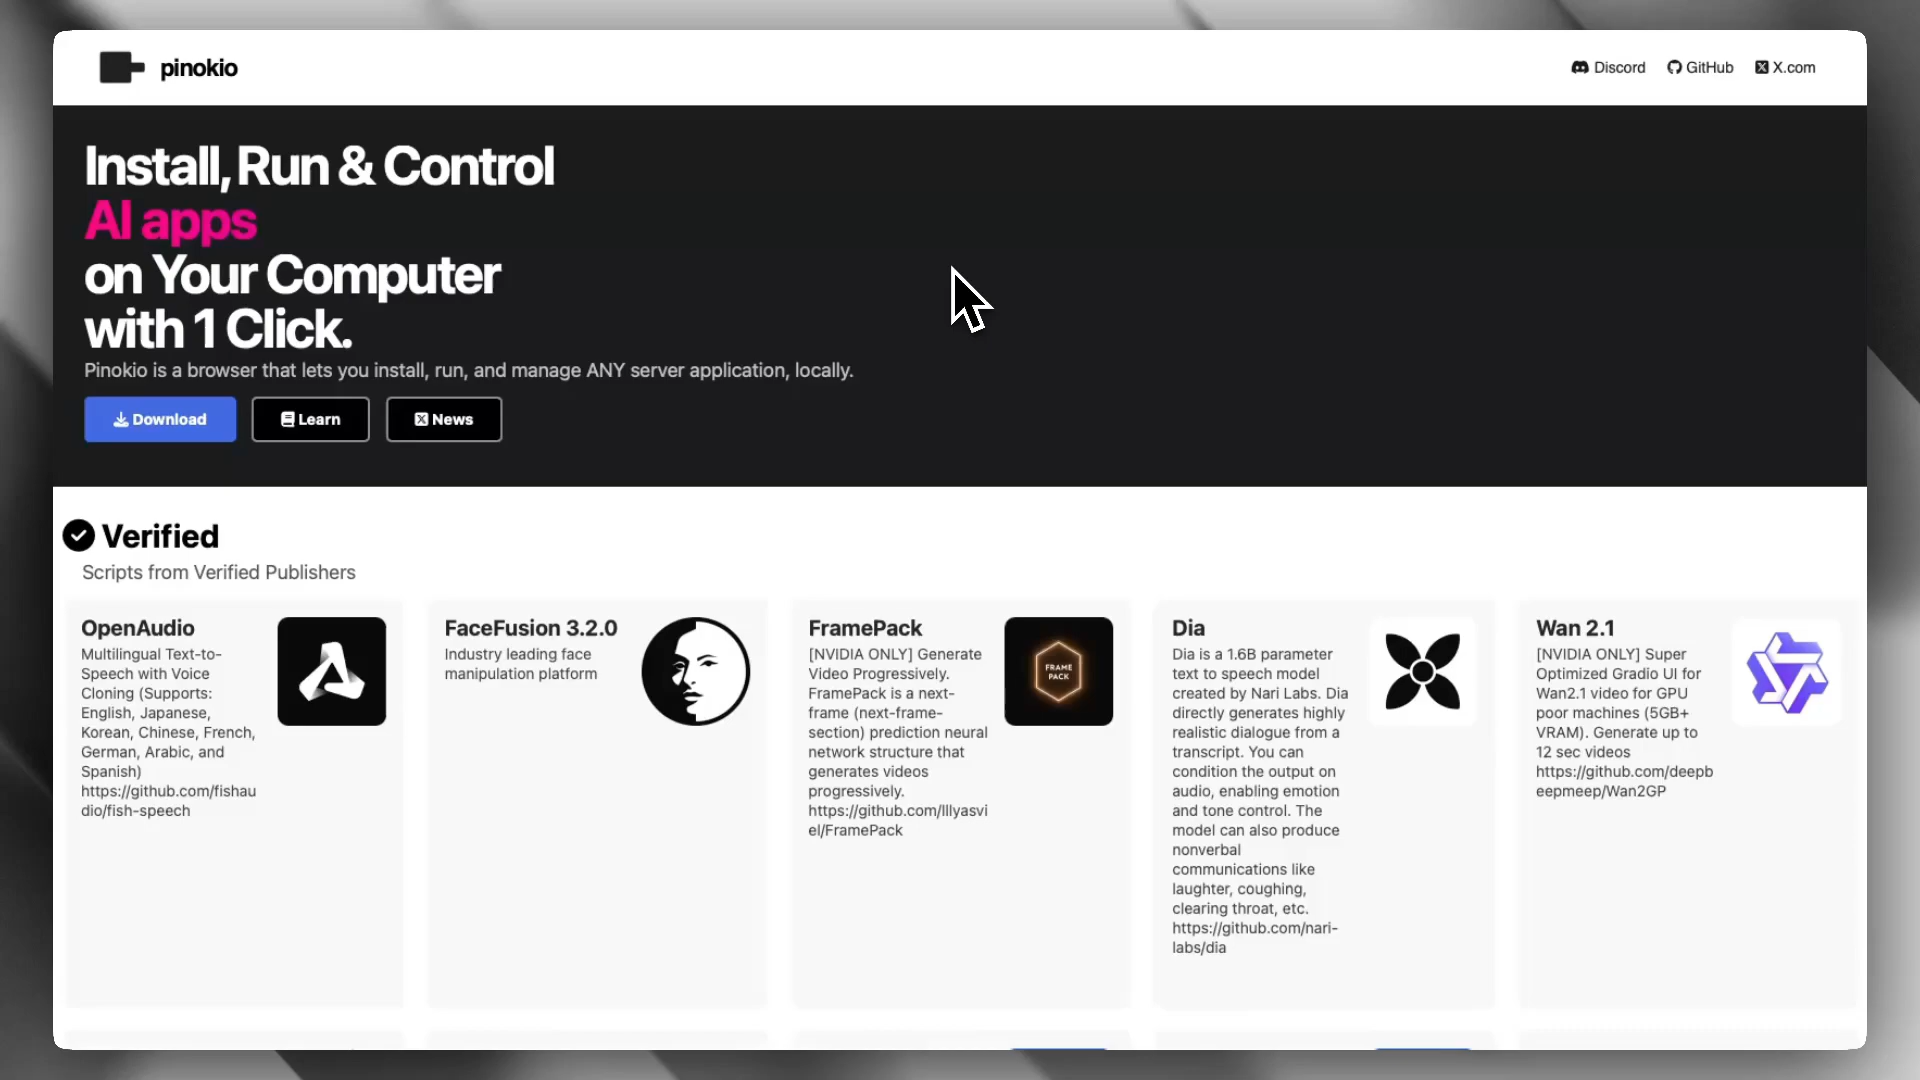 pinokio
Discord
GitHub
X.com
Install, Run & Control
AI apps
on Your Computer
with 1 Click.
Pinokio is a browser that lets you install, run, and manage ANY server application, locally.
Download
Learn
News
Verified
Scripts from Verified Publishers
OpenAudio
Multilingual Text-to-
Speech with Voice
Cloning (Supports:
English, Japanese,
Korean, Chinese, French,
German, Arabic, and
Spanish)
https://github.com/fishau
dio/fish-speech
FaceFusion 3.2.0
Industry leading face
manipulation platform
FramePack
[NVIDIA ONLY] Generate
Video Progressively.
FramePack is a next-
frame (next-frame-
section) prediction neural
network structure that
generates videos
progressively.
https://github.com/lllyasvi
el/FramePack
FRAME
PACK
Dia
Dia is a 1.6B parameter
text to speech model
created by Nari Labs. Dia
directly generates highly
realistic dialogue from a
transcript. You can
condition the output on
audio, enabling emotion
and tone control. The
model can also produce
nonverbal
communications like
laughter, coughing,
clearing throat, etc.
https://github.com/nari-
labs/dia
Wan 2.1
[NVIDIA ONLY] Super
Optimized Gradio UI for
Wan2.1 video for GPU
poor machines (5GB+
VRAM). Generate up to
12 sec videos
https://github.com/deepb
eepmeep/Wan2GP